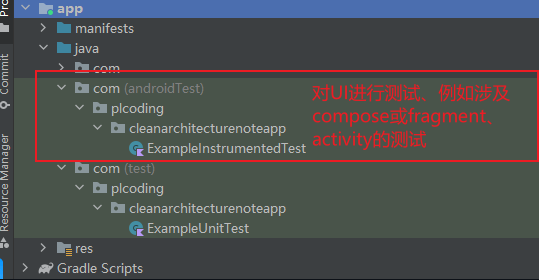 Pro
Commit
Resource Manager
app
manifests
java
com
com (androidTest)
plcoding
cleanarchitecturenoteapp
ExampleInstrumentedTest
对UI进行测试、例如涉及
compose或fragment、
activity的测试
com (test)
plcoding
cleanarchitecturenoteapp
ExampleUnitTest
res
Gradle Scripts